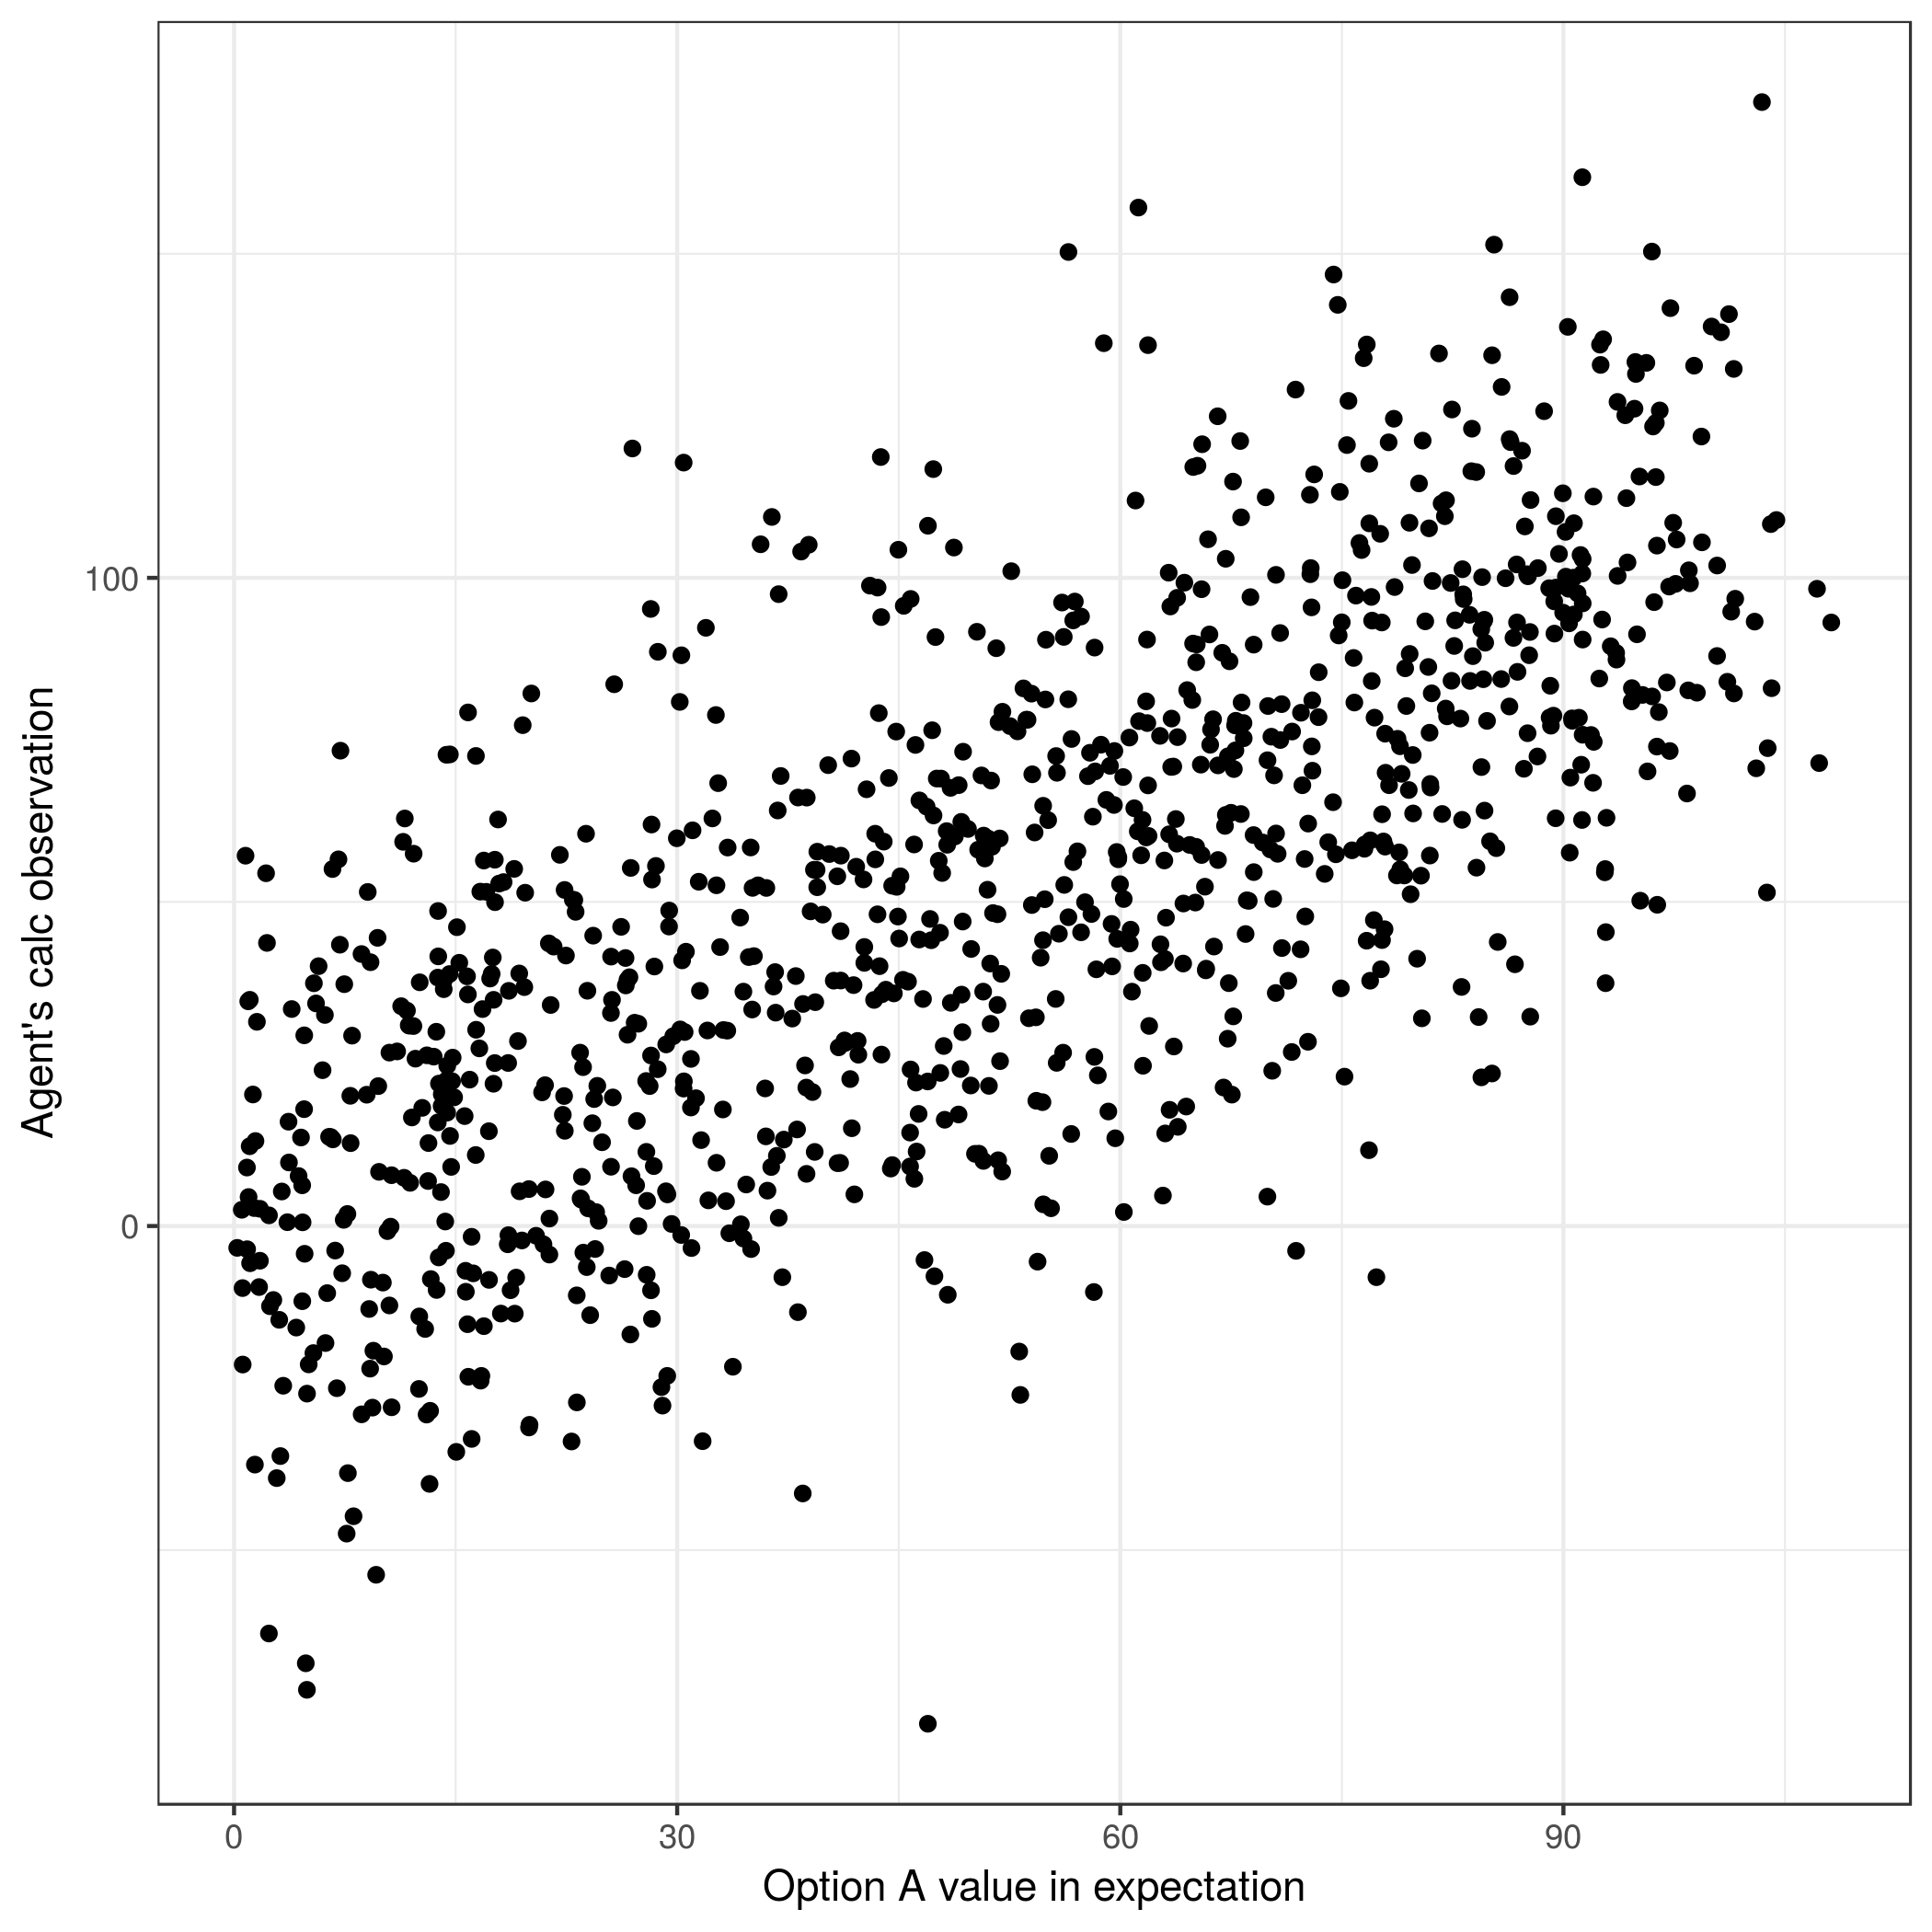 Agent's calc observation
100
0
0 30 60 90
Option A value in expectation